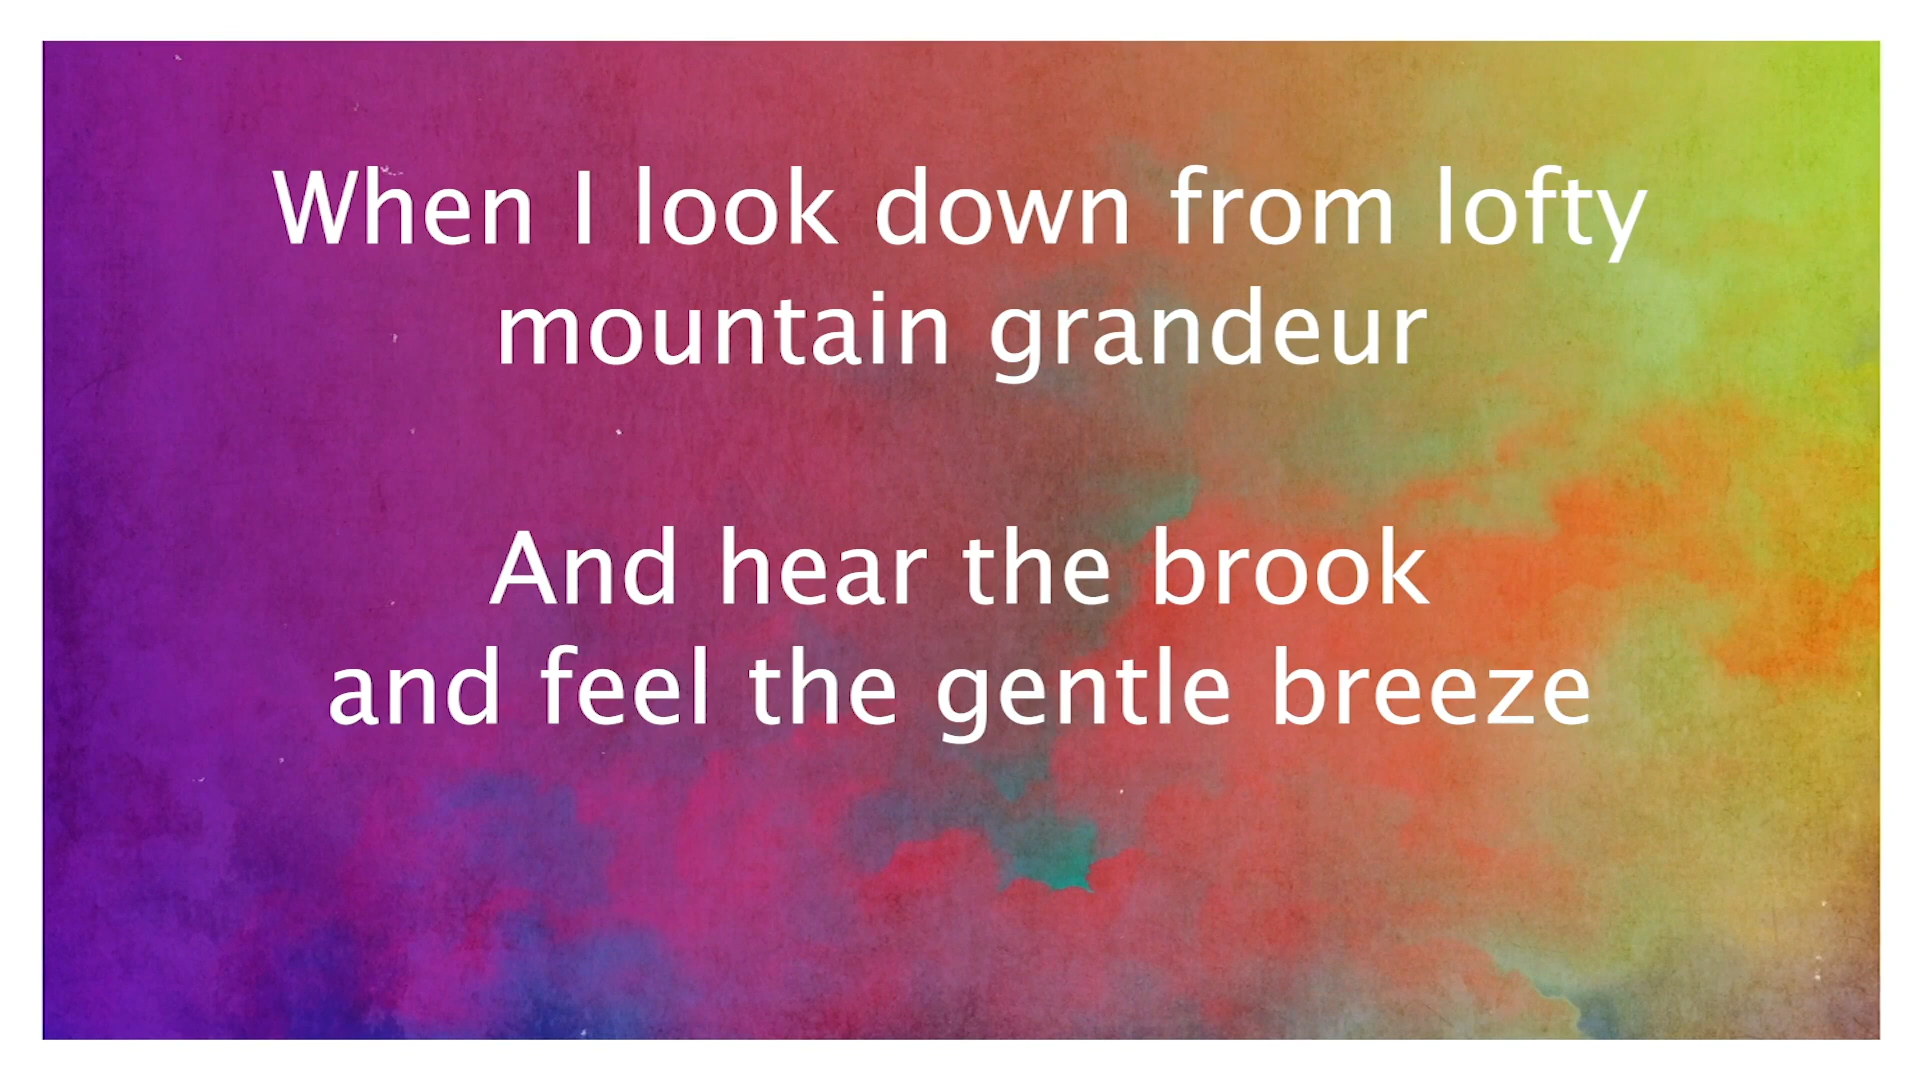 When I look down from lofty
mountain grandeur
And hear the brook
and feel the gentle breeze